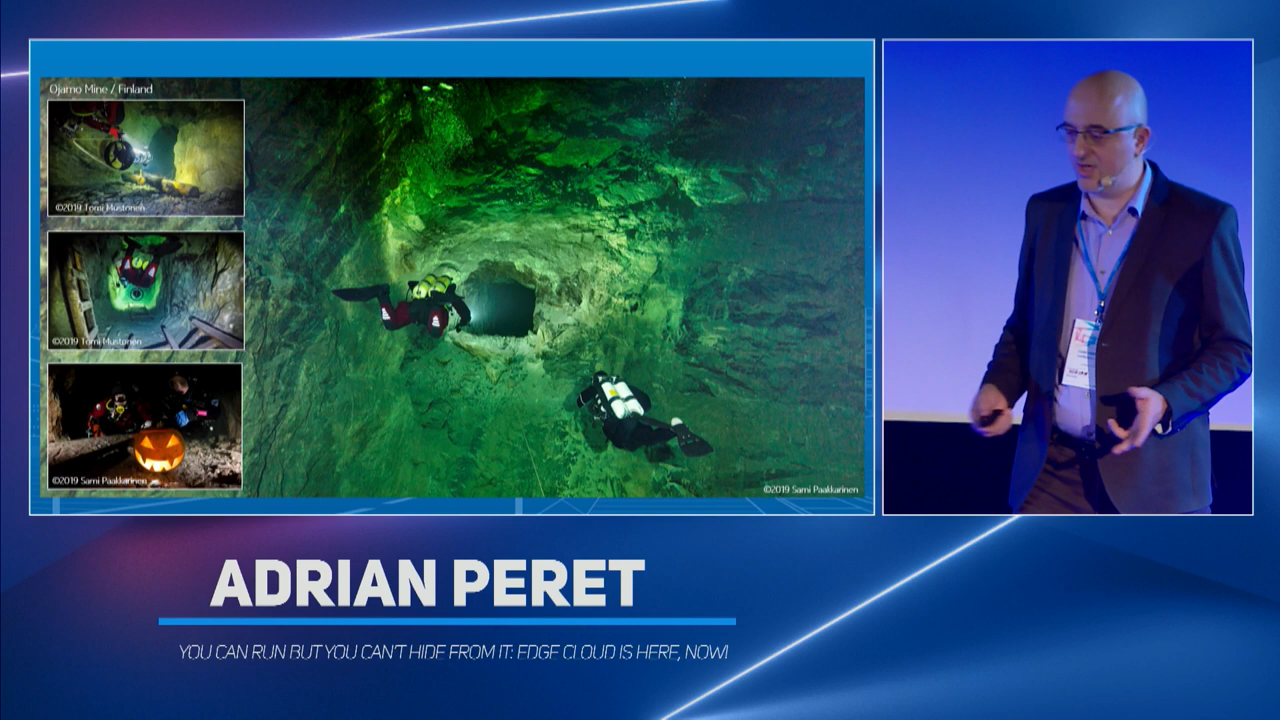 Ojamo Mine / Finland
©2019 Tomi Mustonen
©2019 Tomi Mustonen
©2019 Sami Paakkarinen
©2019 Sami Paakkarinen
ADRIAN PERET
YOU CAN RUN BUT YOU CAN'T HIDE FROM IT: EDGE CLOUD IS HERE, NOW!